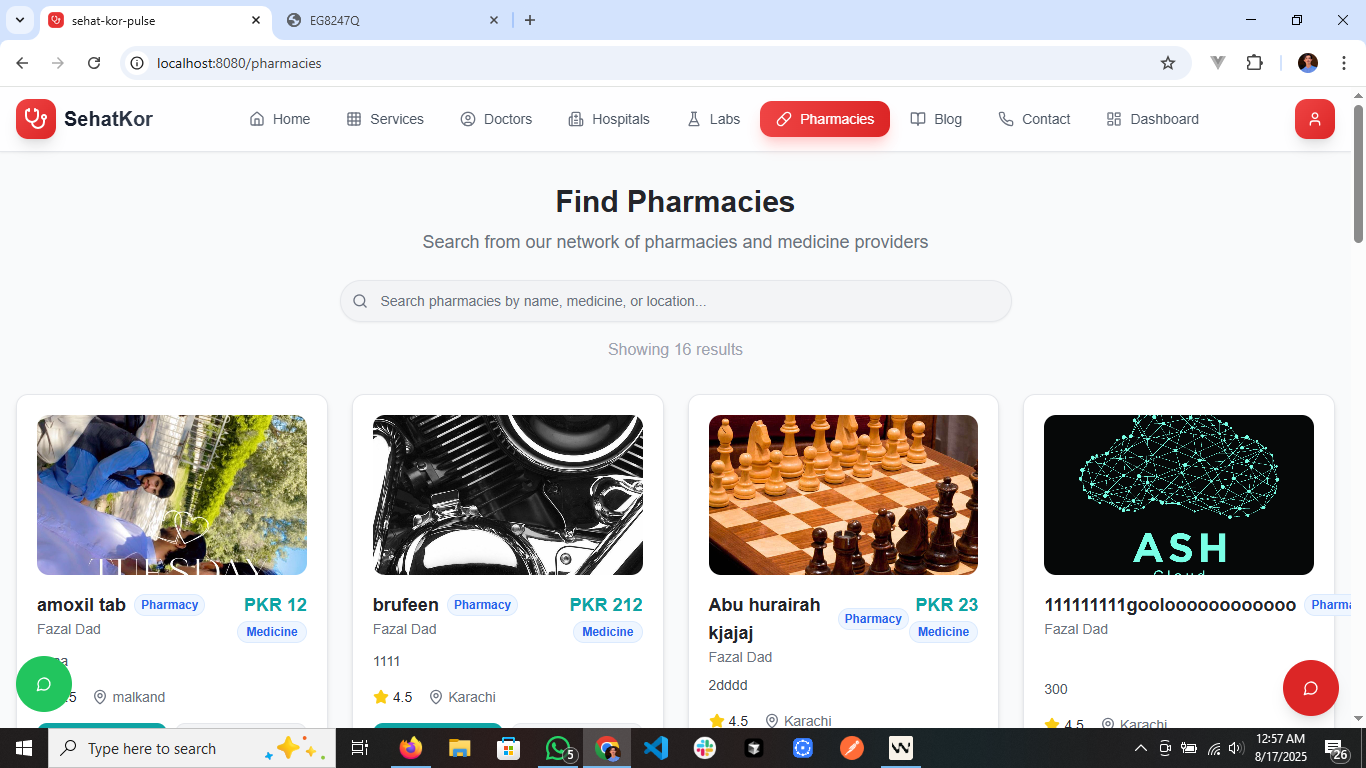 sehat-kor-pulse
EG8247Q
localhost:8080/pharmacies
SehatKor
Home
Services
Doctors
Hospitals
Labs
Pharmacies
Blog
Contact
Dashboard
Find Pharmacies
Search from our network of pharmacies and medicine providers
Search pharmacies by name, medicine, or location...
Showing 16 results
TUESDAY
ASH
amoxil tab
Pharmacy
PKR 12
Fazal Dad
Medicine
malkand
brufeen
Pharmacy
PKR 212
Fazal Dad
Medicine
1111
4.5
Karachi
Abu hurairah
kjajaj
Pharmacy
PKR 23
Medicine
Fazal Dad
2dddd
4.5
Karachi
111111111gooloooooooooooo
Fazal Dad
300
4.5
Karachi
Type here to search
5
12:57 AM
8/17/2025
26